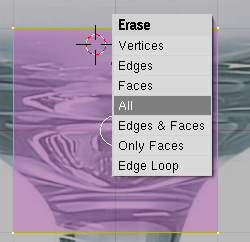 Erase
Vertices
Edges
Faces
All
Edges & Faces
Only Faces
Edge Loop